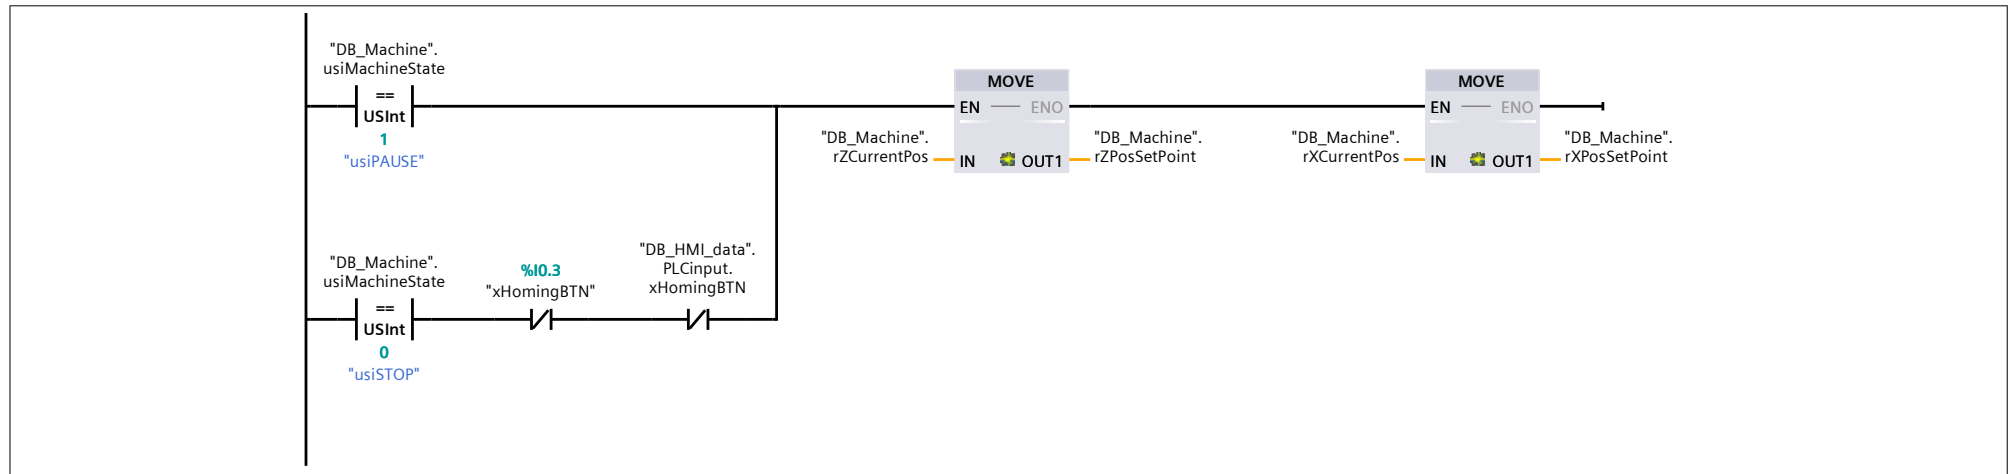 "DB_Machine".
usiMachineState
==
USInt
1
"usiPAUSE"
MOVE
EN
ENO
"DB_Machine".
rZCurrentPos
IN
OUT1
"DB_Machine".
rZPosSetPoint
MOVE
EN
ENO
"DB_Machine".
rXCurrentPos
IN
OUT1
"DB_Machine".
rXPosSetPoint
"DB_Machine".
usiMachineState
==
USInt
0
"usiSTOP"
%I0.3
"xHomingBTN"
"DB_HMI_data".
PLCinput.
xHomingBTN